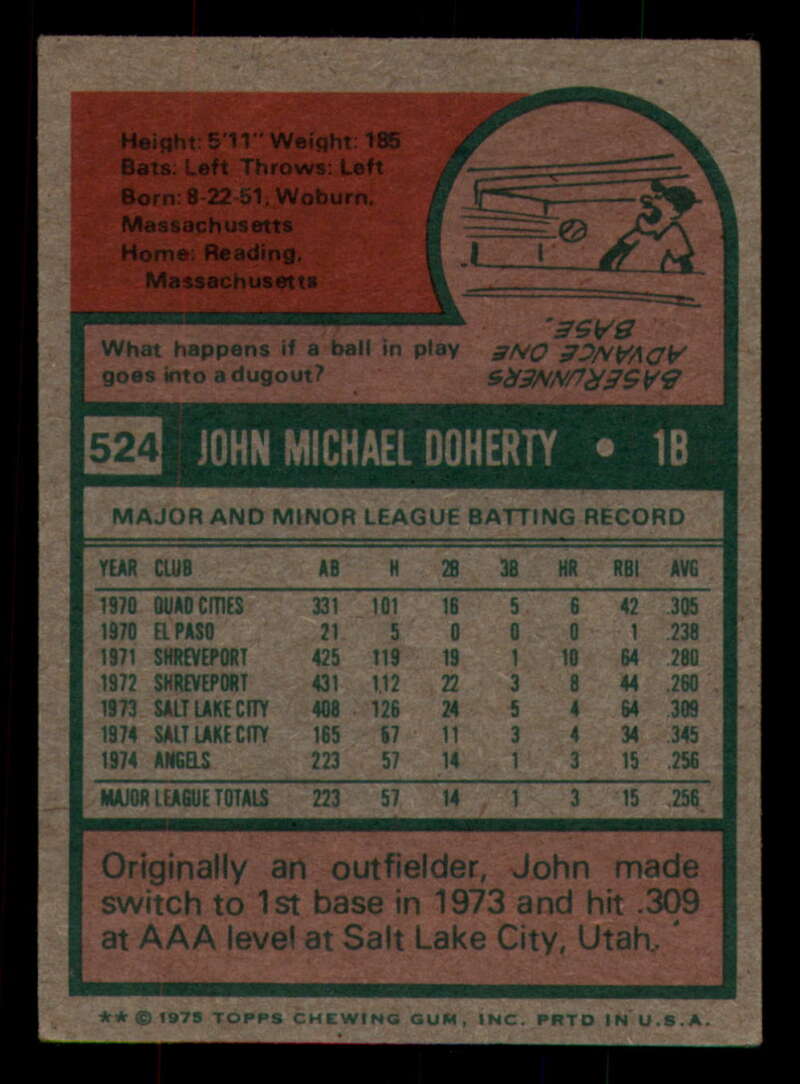 Height: 5'11" Weight: 185
Bats: Left Throws: Left
Born: 8-22-51, Woburn,
Massachusetts
Home: Reading,
Massachusetts
What happens if a ball in play
goes into a dugout?
BASERUNNERS
ADVANCE ONE
BASE.
524 JOHN MICHAEL DOHERTY • 1B
MAJOR AND MINOR LEAGUE BATTING RECORD
YEAR CLUB AB H 2B 3B HR RBI AVG
1970 QUAD CITIES 331 101 16 5 6 42 .305
1970 EL PASO 21 5 0 0 0 1 .238
1971 SHREVEPORT 425 119 19 1 10 64 .280
1972 SHREVEPORT 431 112 22 3 8 44 .260
1973 SALT LAKE CITY 408 126 24 5 4 64 .309
1974 SALT LAKE CITY 165 57 11 3 4 34 .345
1974 ANGELS 223 57 14 1 3 15 .256
MAJOR LEAGUE TOTALS 223 57 14 1 3 15 .256
Originally an outfielder, John made
switch to 1st base in 1973 and hit .309
at AAA level at Salt Lake City, Utah.
** © 1975 TOPPS CHEWING GUM, INC. PRTD IN U.S.A.